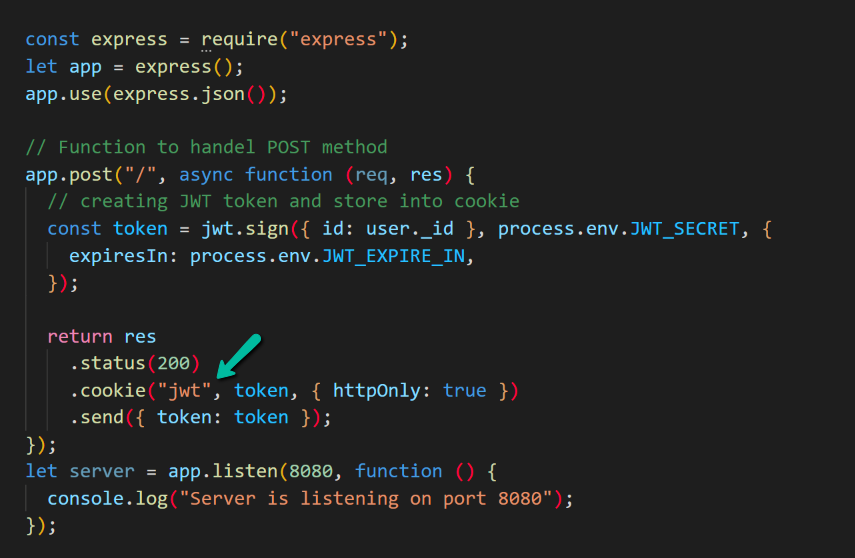 const express = require("express");
let app = express();
app.use(express.json());
// Function to handel POST method
app.post("/", async function (req, res) {
// creating JWT token and store into cookie
const token = jwt.sign({ id: user._id }, process.env.JWT_SECRET, {
expiresIn: process.env.JWT_EXPIRE_IN,
});
return res
.status(200)
.cookie("jwt", token, { httpOnly: true })
.send({ token: token });
});
let server = app.listen(8080, function () {
console.log("Server is listening on port 8080");
});